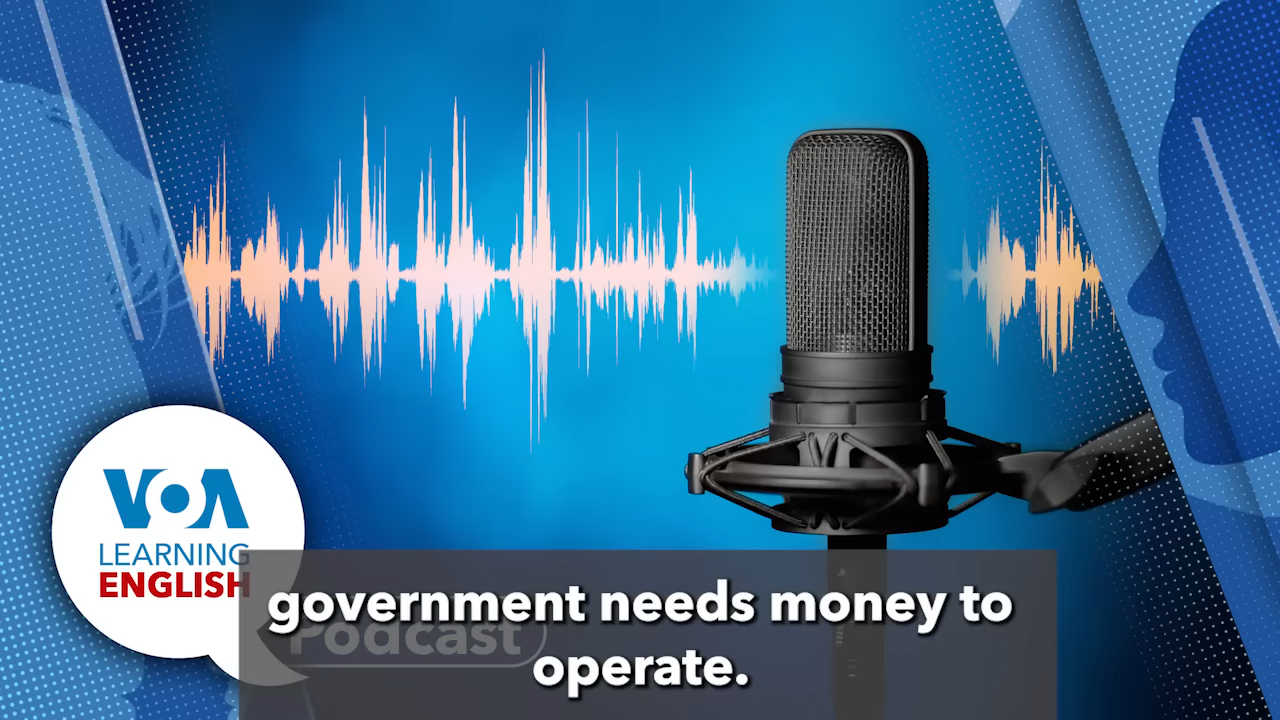 VOA
LEARNING
ENGLISH
Podcast
government needs money to
operate.